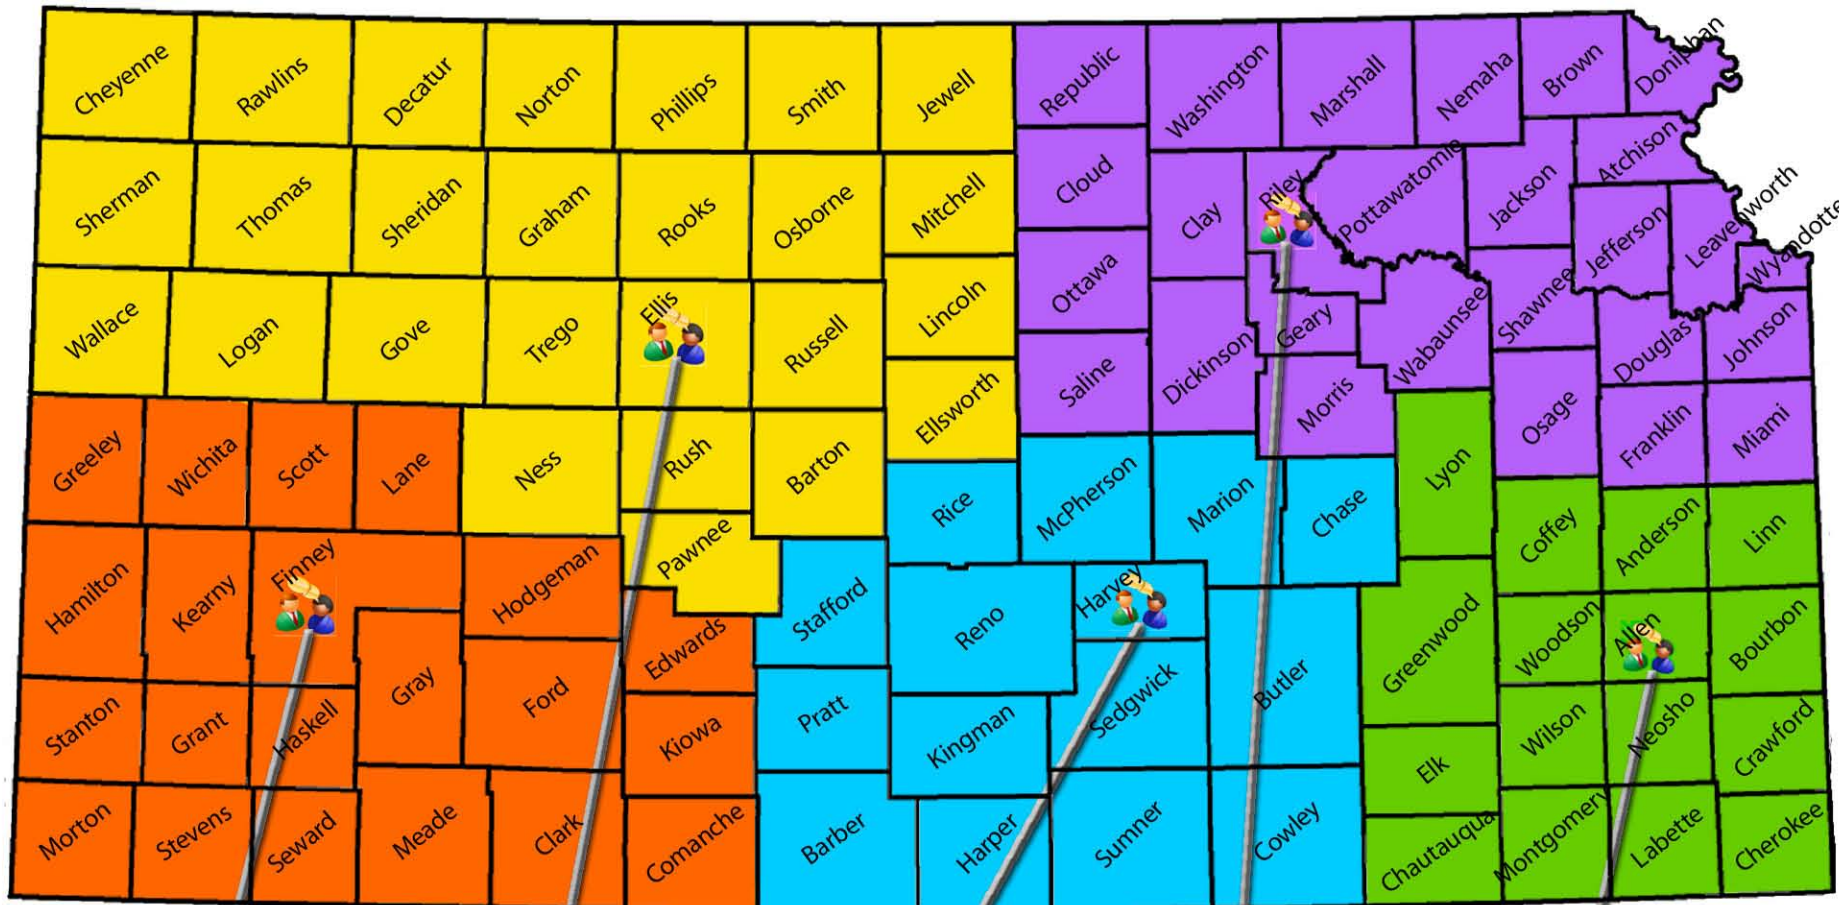 Cheyenne
Rawlins
Decatur
Norton
Phillips
Smith
Jewell
Republic
Washington
Marshall
Nemaha
Brown
Doniphan
Sherman
Thomas
Sheridan
Graham
Rooks
Osborne
Mitchell
Cloud
Clay
Riley
Pottawatomie
Jackson
Atchison
Jefferson
Leavenworth
Wyandotte
Wallace
Logan
Gove
Trego
Ellis
Russell
Lincoln
Ottawa
Dickinson
Geary
Wabaunsee
Shawnee
Douglas
Johnson
Greeley
Wichita
Scott
Lane
Ness
Rush
Barton
Ellsworth
Saline
Morris
Lyon
Osage
Franklin
Miami
Hamilton
Kearny
Finney
Hodgeman
Pawnee
Stafford
Rice
McPherson
Marion
Chase
Coffey
Anderson
Linn
Gray
Ford
Edwards
Reno
Harvey
Greenwood
Woodson
Allen
Bourbon
Stanton
Grant
Haskell
Kiowa
Pratt
Kingman
Sedgwick
Butler
Elk
Wilson
Neosho
Crawford
Morton
Stevens
Seward
Meade
Clark
Comanche
Barber
Harper
Sumner
Cowley
Chautauqua
Montgomery
Labette
Cherokee